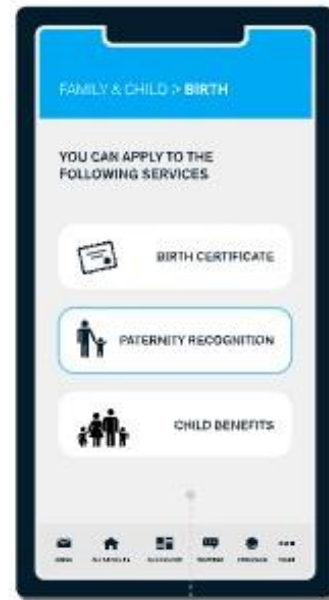 FAMILY & CHILD > BIRTH
YOU CAN APPLY TO THE
FOLLOWING SERVICES
BIRTH CERTIFICATE
PATERNITY RECOGNITION
CHILD BENEFITS